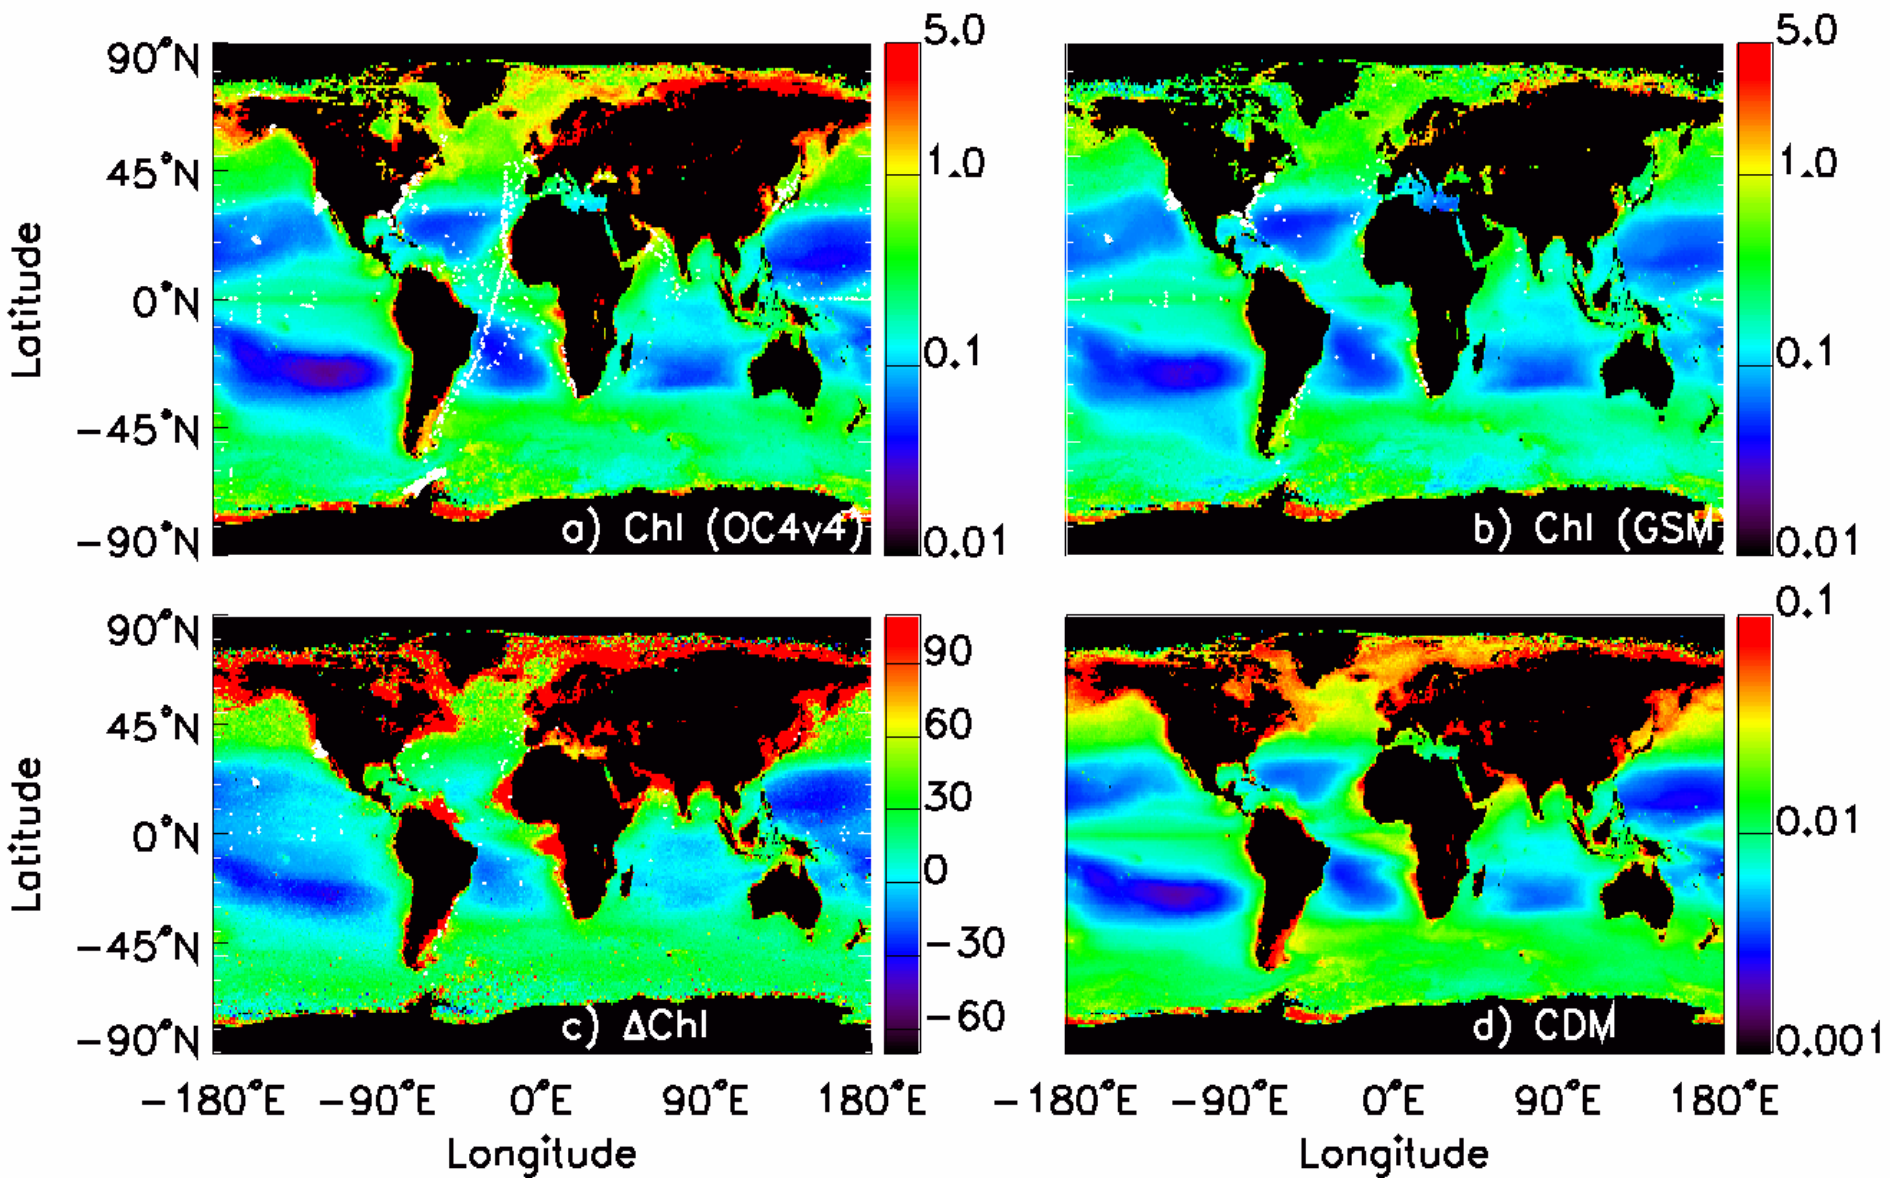 90°N
45°N
0°N
−45°N
−90°N
Latitude
a) Chl (OC4v4)
5.0
1.0
0.1
0.01
b) Chl (GSM)
5.0
1.0
0.1
0.01
90°N
45°N
0°N
−45°N
−90°N
Latitude
c) ΔChl
90
60
30
0
−30
−60
d) CDM
0.1
0.01
0.001
−180°E −90°E 0°E 90°E 180°E
Longitude
−180°E −90°E 0°E 90°E 180°E
Longitude